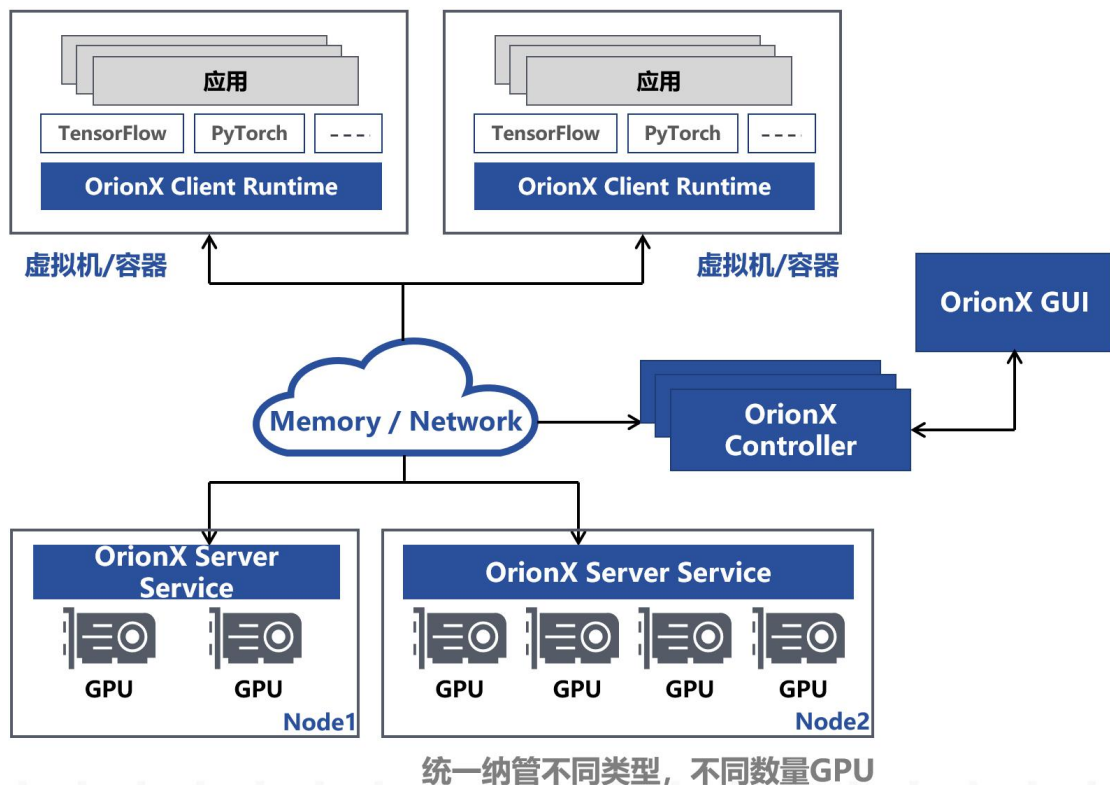 应用
应用
TensorFlow
PyTorch
TensorFlow
PyTorch
OrionX Client Runtime
OrionX Client Runtime
虚拟机/容器
虚拟机/容器
OrionX GUI
Memory / Network
OrionX
Controller
OrionX Server
Service
OrionX Server Service
GPU
GPU
GPU
GPU
GPU
GPU
Node1
Node2
统一纳管不同类型，不同数量GPU